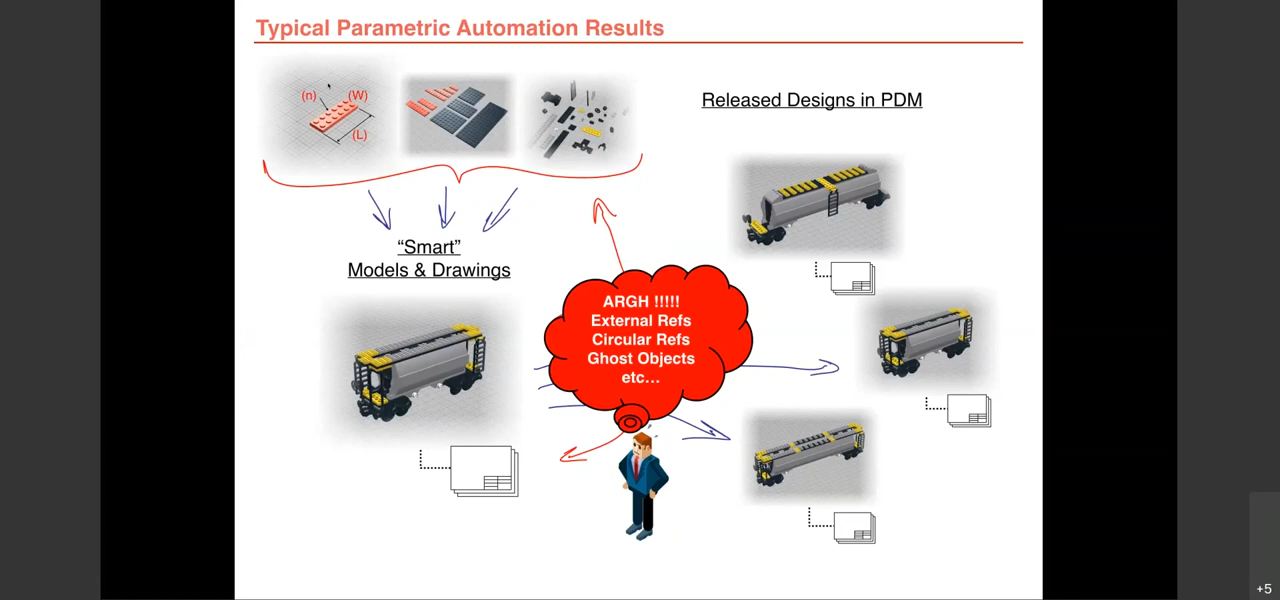 Typical Parametric Automation Results
(n)
(W)
(L)
Released Designs in PDM
“Smart”
Models & Drawings
ARGH !!!!!
External Refs
Circular Refs
Ghost Objects
etc…
+5